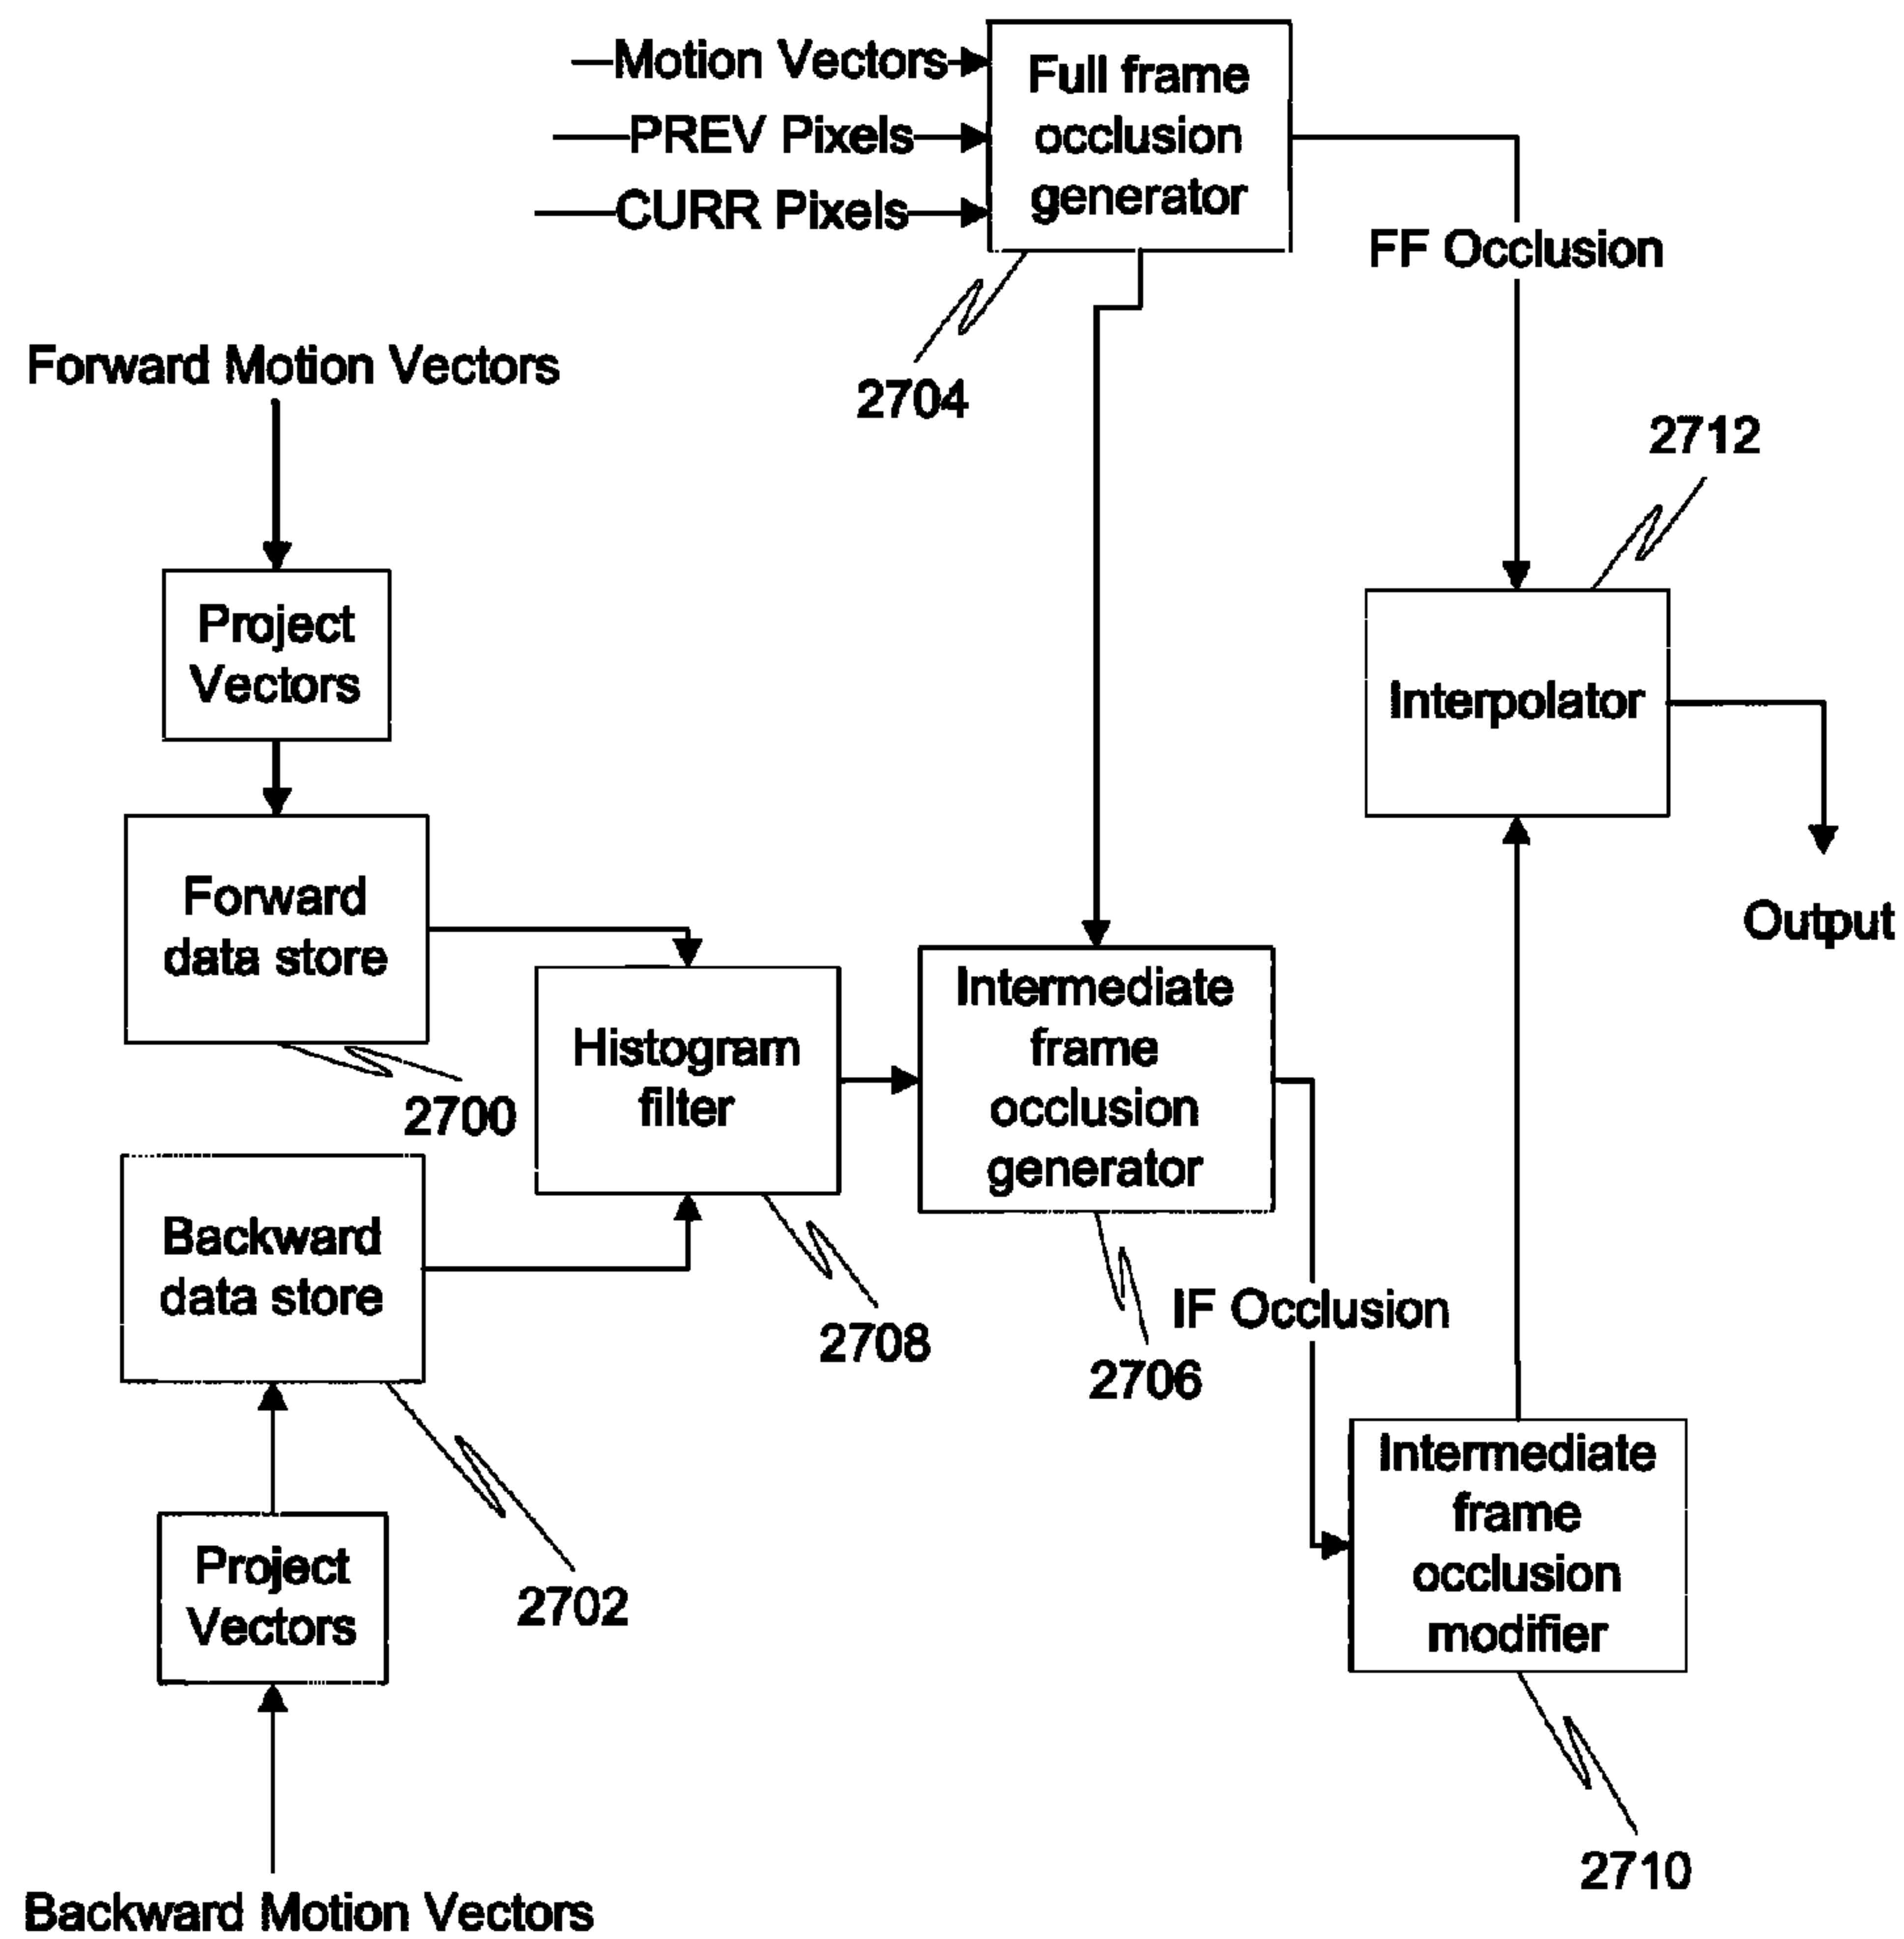 Motion Vectors
PREV Pixels
CURR Pixels
Full frame
occlusion
generator
FF Occlusion
2704
Forward Motion Vectors
2712
Project
Vectors
Interpolator
Output
Forward
data store
2700
Histogram
filter
2708
Intermediate
frame
occlusion
generator
2706
IF Occlusion
Backward
data store
2702
Project
Vectors
Intermediate
frame
occlusion
modifier
2710
Backward Motion Vectors